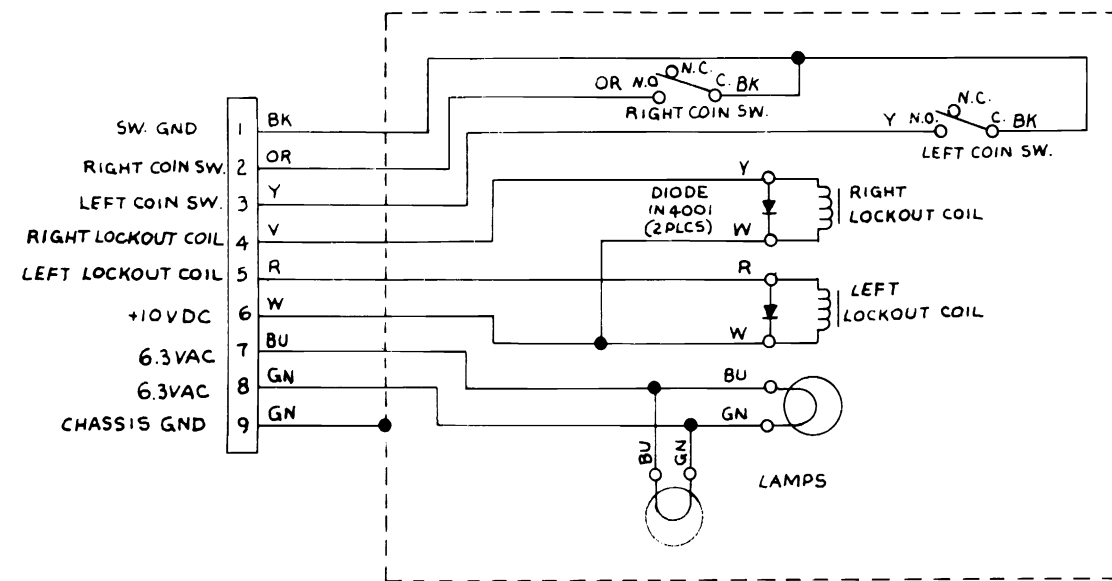 N.C.
OR N.O C. BK
RIGHT COIN SW.
N.C.
Y N.O. C. BK
LEFT COIN SW.
SW. GND 1 BK
RIGHT COIN SW. 2 OR
LEFT COIN SW. 3 Y
RIGHT LOCKOUT COIL 4 V
LEFT LOCKOUT COIL 5 R
+10VDC 6 W
6.3VAC 7 BU
6.3VAC 8 GN
CHASSIS GND 9 GN
Y
DIODE
IN4001
(2PLCS)
W
RIGHT
LOCKOUT COIL
R
W
LEFT
LOCKOUT COIL
BU
GN
BU
GN
LAMPS